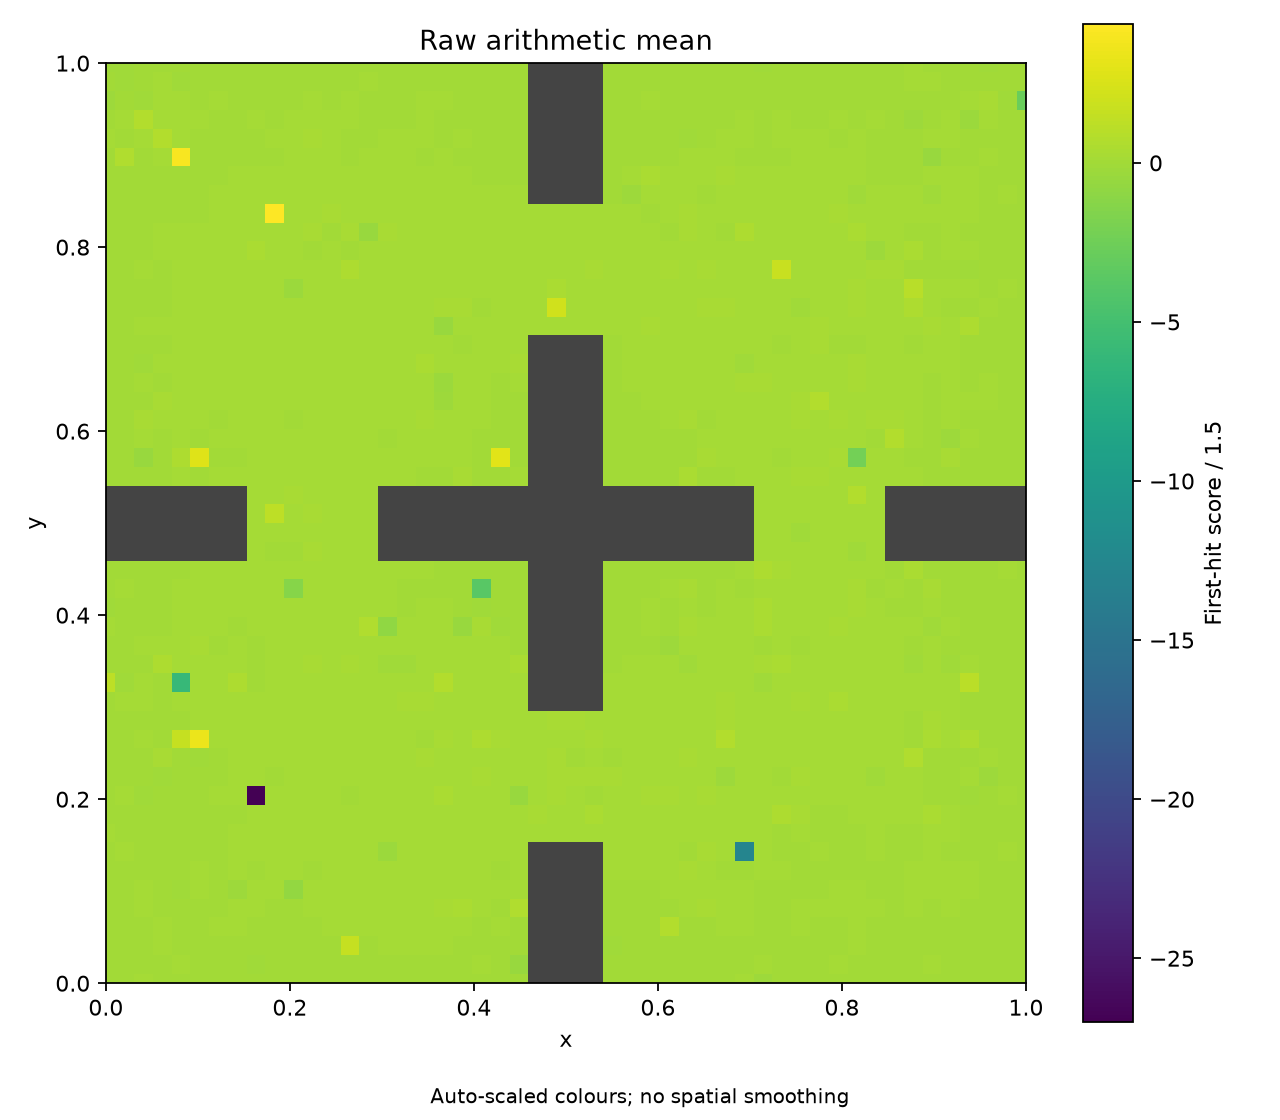 Raw arithmetic mean
1.0
0.8
0.6
0.4
0.2
0.0
y
0.0 0.2 0.4 0.6 0.8 1.0
x
0
−5
−10
−15
−20
−25
First-hit score / 1.5
Auto-scaled colours; no spatial smoothing